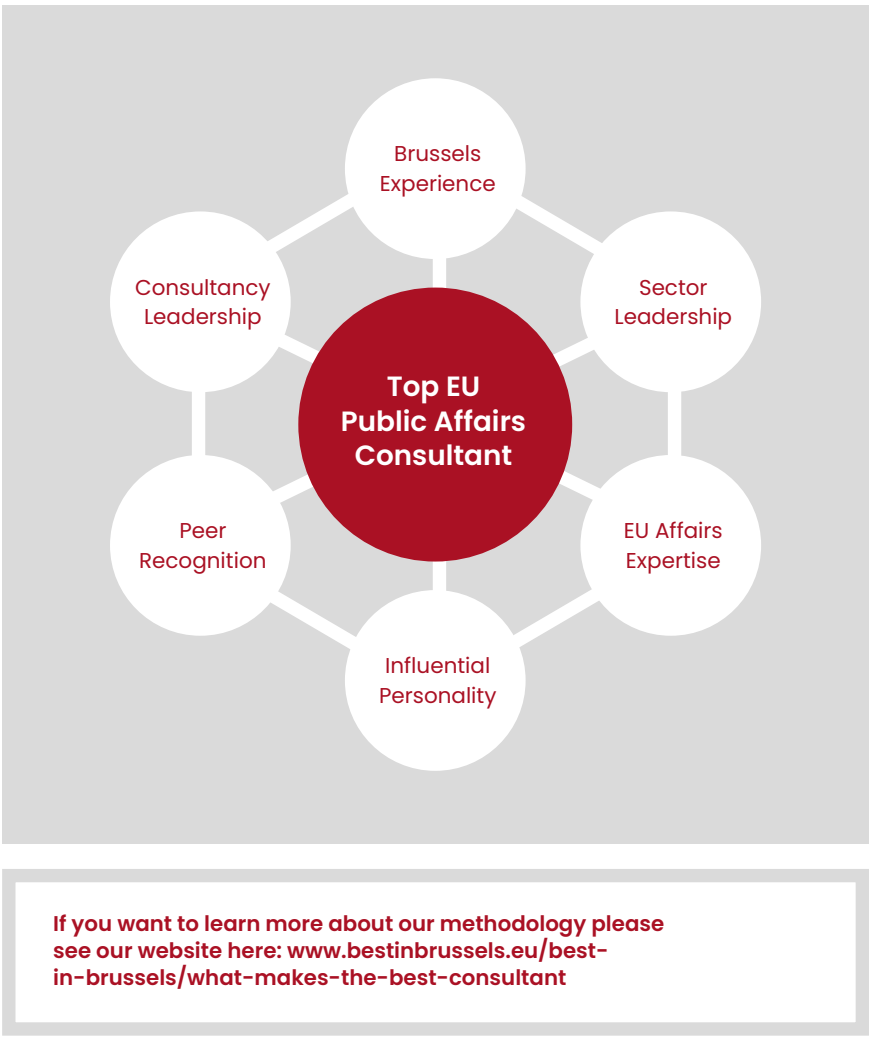 Brussels
Experience
Consultancy
Leadership
Sector
Leadership
Top EU
Public Affairs
Consultant
Peer
Recognition
EU Affairs
Expertise
Influential
Personality
If you want to learn more about our methodology please
see our website here: www.bestinbrussels.eu/best-
in-brussels/what-makes-the-best-consultant